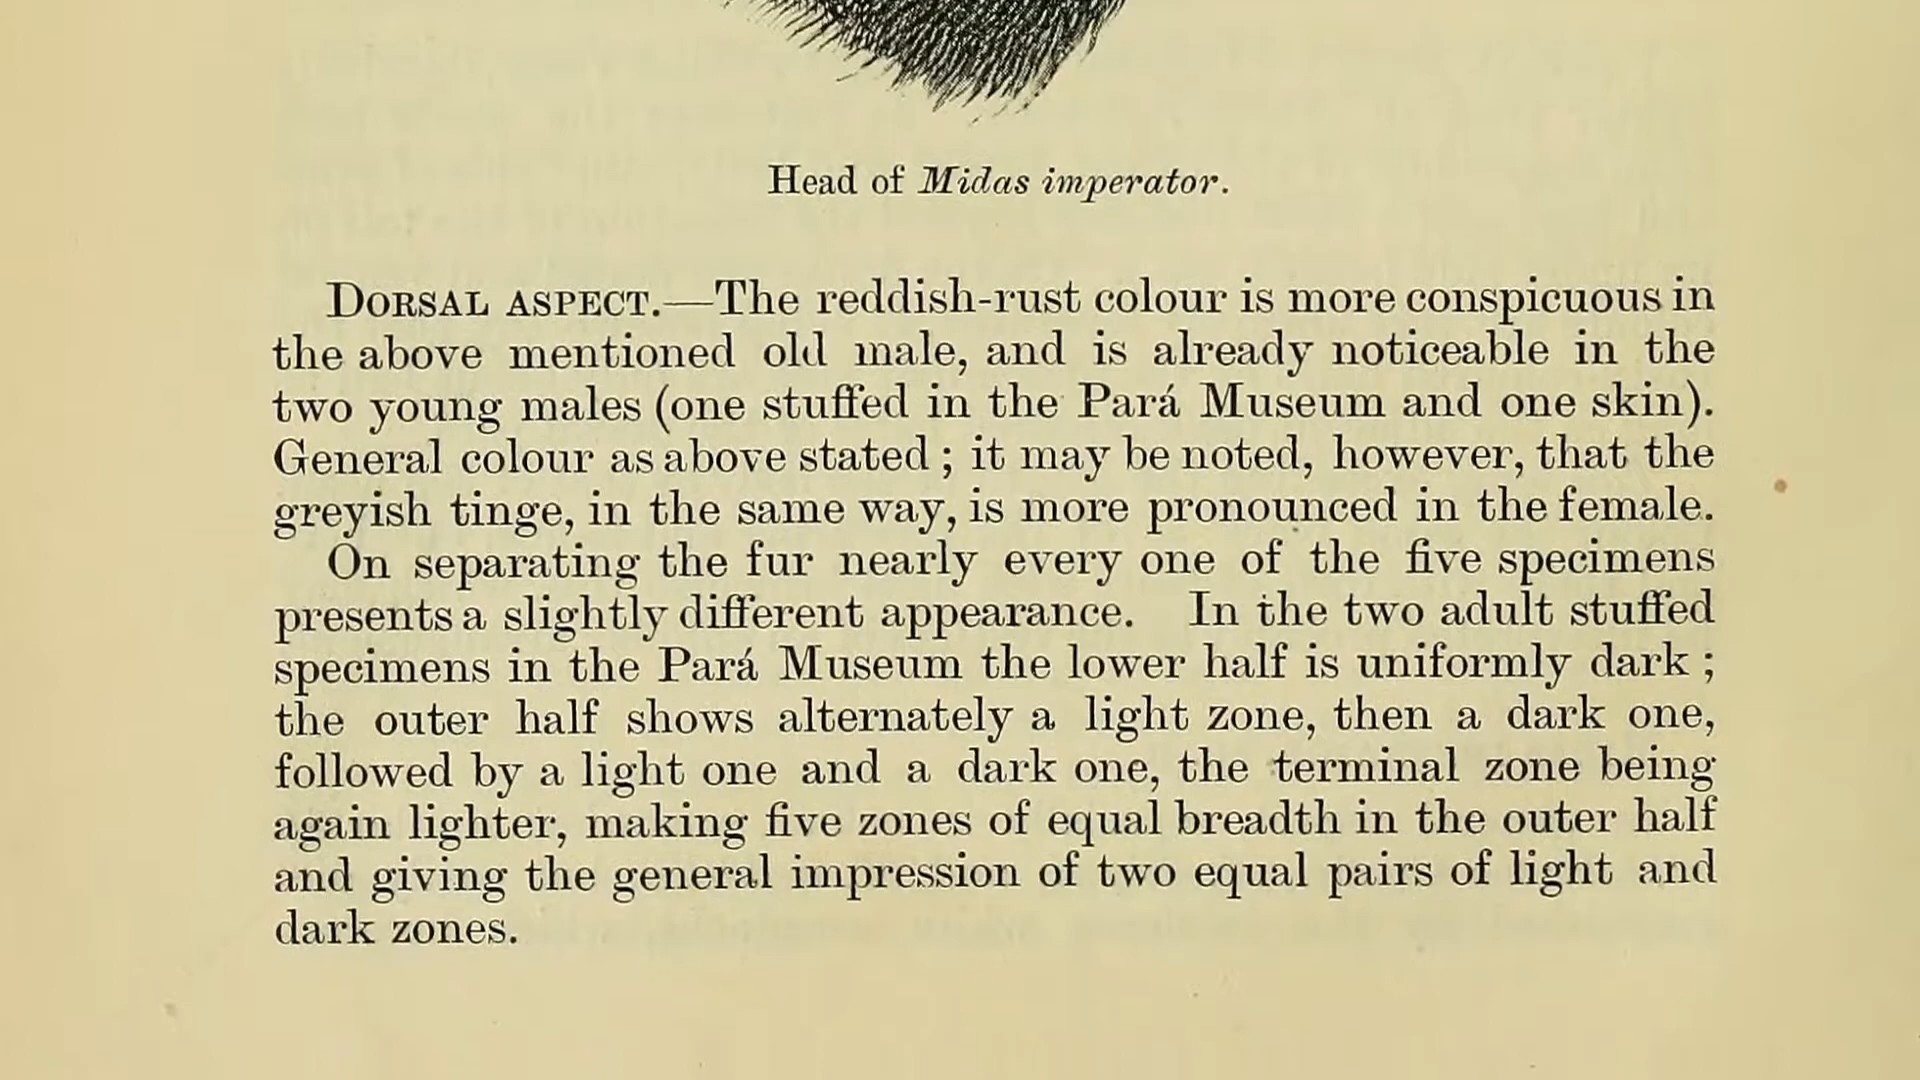 Head of Midas imperator.
DORSAL ASPECT.—The reddish-rust colour is more conspicuous in
the above mentioned old male, and is already noticeable in the
two young males (one stuffed in the Pará Museum and one skin).
General colour as above stated ; it may be noted, however, that the
greyish tinge, in the same way, is more pronounced in the female.
On separating the fur nearly every one of the five specimens
presents a slightly different appearance. In the two adult stuffed
specimens in the Pará Museum the lower half is uniformly dark ;
the outer half shows alternately a light zone, then a dark one,
followed by a light one and a dark one, the terminal zone being
again lighter, making five zones of equal breadth in the outer half
and giving the general impression of two equal pairs of light and
dark zones.